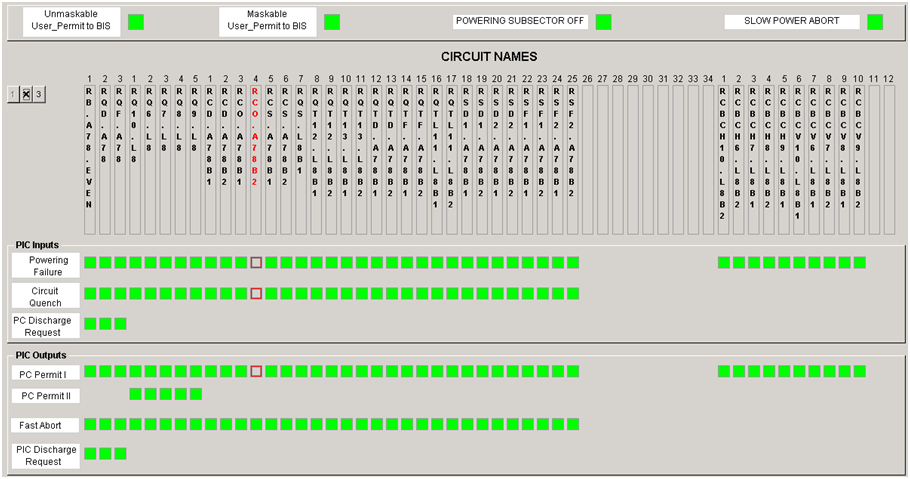 Unmaskable
User_Permit to BIS
Maskable
User_Permit to BIS
POWERING SUBSECTOR OFF
SLOW POWER ABORT
CIRCUIT NAMES
1 2 3 1 2 3 4 5 1 2 3 4 5 6 7 8 9 10 11 12 13 14 15 16 17 18 19 20 21 22 23 24 25 26 27 28 29 30 31 32 33 34 1 2 3 4 5 6 7 8 9 10 11 12
1 x 3
RB.A78.EVEN
RQD.A78
RQF.A78
RQ10.L8
RQ6.L8
RQ7.L8
RQ8.L8
RQ9.L8
RCD.A78B1
RCD.A78B2
RCO.A78B1
RCO.A78B2
RCS.A78B1
RCS.A78B2
RQS.L8B1
RQT12.L8B1
RQT12.L8B2
RQT13.L8B1
RQT13.L8B2
RQTD.A78B1
RQTD.A78B2
RQTF.A78B1
RQTF.A78B2
RQTL11.L8B1
RQTL11.L8B2
RSD1.A78B1
RSD1.A78B2
RSD2.A78B1
RSD2.A78B2
RSF1.A78B1
RSF1.A78B2
RSF2.A78B1
RSF2.A78B2
RCBCH10.L8B2
RCBCH6.L8B2
RCBCH7.L8B1
RCBCH8.L8B2
RCBCH9.L8B1
RCBCV10.L8B1
RCBCV6.L8B1
RCBCV7.L8B2
RCBCV8.L8B1
RCBCV9.L8B2
PIC Inputs
Powering
Failure
Circuit
Quench
PC Discharge
Request
PIC Outputs
PC Permit I
PC Permit II
Fast Abort
PIC Discharge
Request